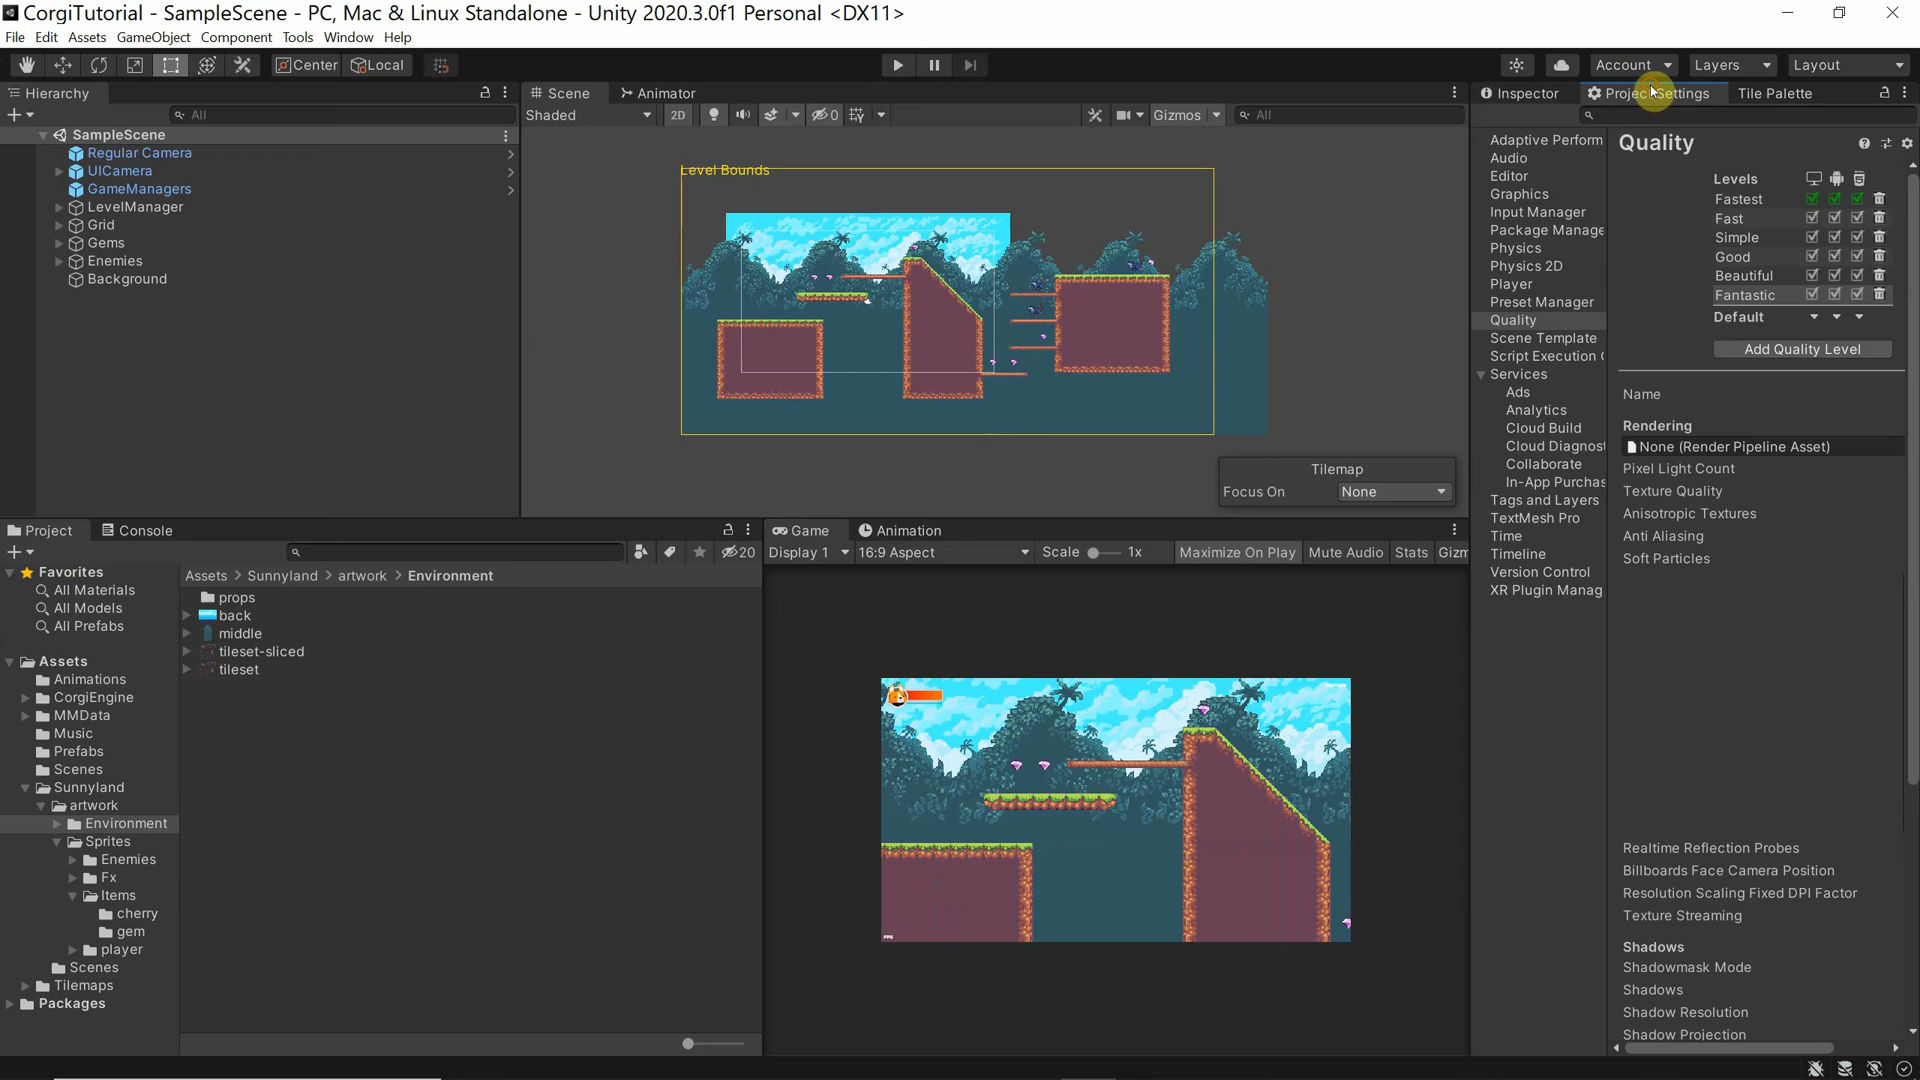 CorgiTutorial - SampleScene - PC, Mac & Linux Standalone - Unity 2020.3.0f1 Personal <DX11>
File Edit Assets GameObject Component Tools Window Help
Center Local Account Layers Layout
Hierarchy
All
SampleScene
Regular Camera
UICamera
GameManagers
LevelManager
Grid
Gems
Enemies
Background
Scene Animator
Shaded 2D 0 Gizmos All
Level Bounds
Tilemap
Focus On None
Inspector Project Settings Tile Palette
Adaptive Perform
Audio
Editor
Graphics
Input Manager
Package Manage
Physics
Physics 2D
Player
Preset Manager
Quality
Scene Template
Script Execution (
Services
Ads
Analytics
Cloud Build
Cloud Diagnos
Collaborate
In-App Purchas
Tags and Layers
TextMesh Pro
Time
Timeline
Version Control
XR Plugin Manag
Quality
Levels
Fastest
Fast
Simple
Good
Beautiful
Fantastic
Default
Add Quality Level
Name
Rendering
None (Render Pipeline Asset)
Pixel Light Count
Texture Quality
Anisotropic Textures
Anti Aliasing
Soft Particles
Realtime Reflection Probes
Billboards Face Camera Position
Resolution Scaling Fixed DPI Factor
Texture Streaming
Shadows
Shadowmask Mode
Shadows
Shadow Resolution
Shadow Projection
Project Console
20
Favorites
All Materials
All Models
All Prefabs
Assets
Animations
CorgiEngine
MMData
Music
Prefabs
Scenes
Sunnyland
artwork
Environment
Sprites
Enemies
Fx
Items
cherry
gem
player
Scenes
Tilemaps
Packages
Assets > Sunnyland > artwork > Environment
props
back
middle
tileset-sliced
tileset
Game Animation
Display 1 16:9 Aspect Scale 1x Maximize On Play Mute Audio Stats Gizm
FPS